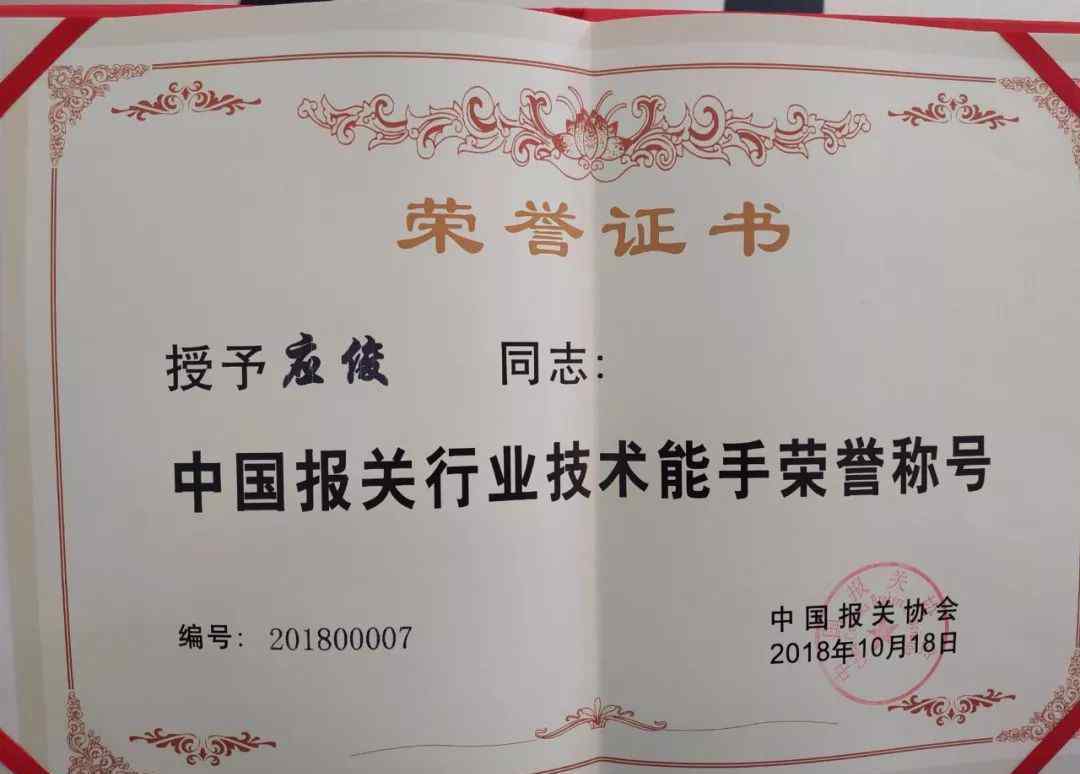 荣誉证书
授予 应俊 同志:
中国报关行业技术能手荣誉称号
编号: 201800007
中国报关协会
2018年10月18日